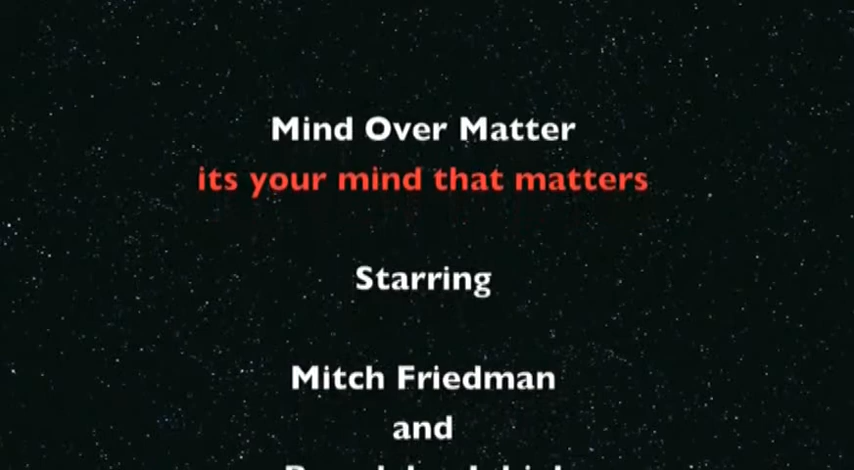 Mind Over Matter
its your mind that matters
Starring
Mitch Friedman
and